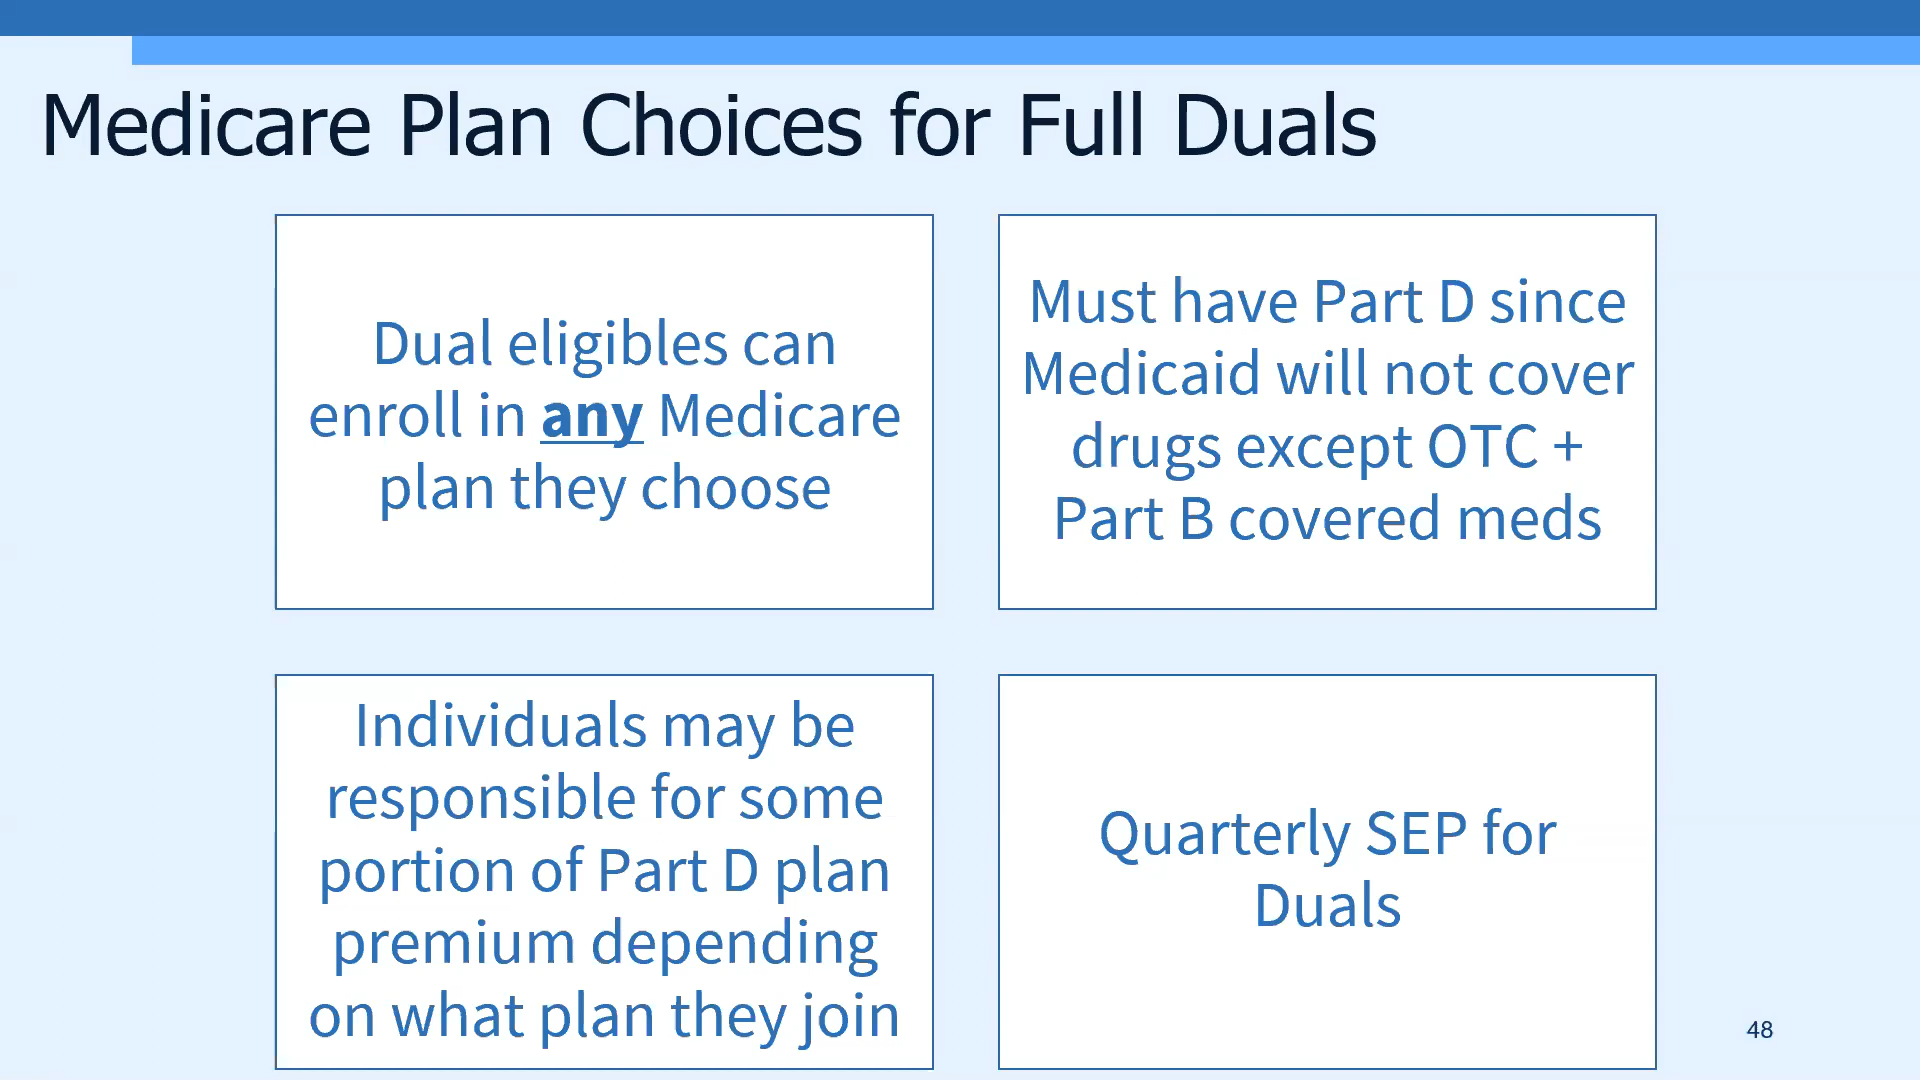 Medicare Plan Choices for Full Duals
Dual eligibles can
enroll in any Medicare
plan they choose
Must have Part D since
Medicaid will not cover
drugs except OTC +
Part B covered meds
Individuals may be
responsible for some
portion of Part D plan
premium depending
on what plan they join
Quarterly SEP for
Duals
48